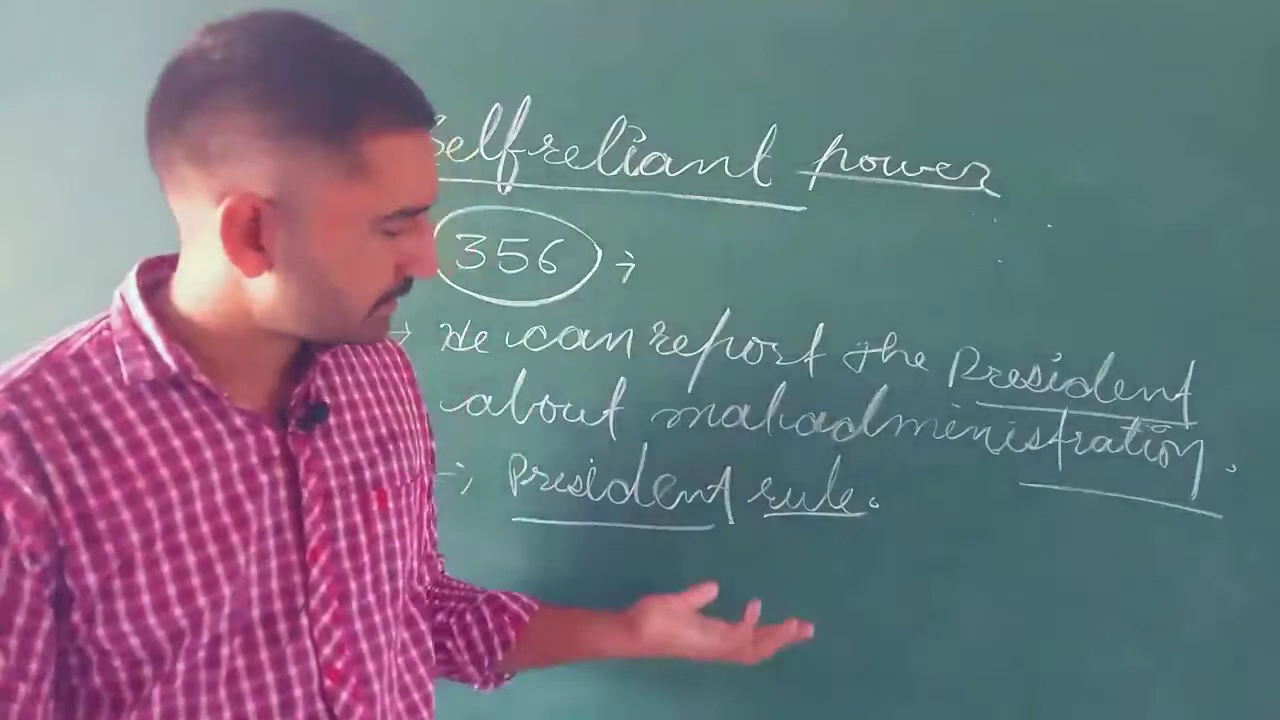 Selfreliant power
356 →
→ He can report the President
about maladministration.
→ President rule.